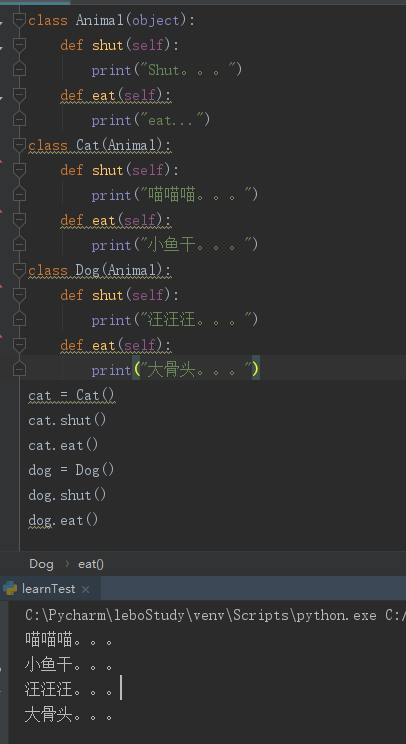 class Animal(object):
    def shut(self):
        print("Shut。。。")
    def eat(self):
        print("eat...")
class Cat(Animal):
    def shut(self):
        print("喵喵喵。。。")
    def eat(self):
        print("小鱼干。。。")
class Dog(Animal):
    def shut(self):
        print("汪汪汪。。。")
    def eat(self):
        print("大骨头。。。")
cat = Cat()
cat.shut()
cat.eat()
dog = Dog()
dog.shut()
dog.eat()
Dog › eat()
learnTest ×
C:\Pycharm\leboStudy\venv\Scripts\python.exe C:/
喵喵喵。。。
小鱼干。。。
汪汪汪。。。
大骨头。。。